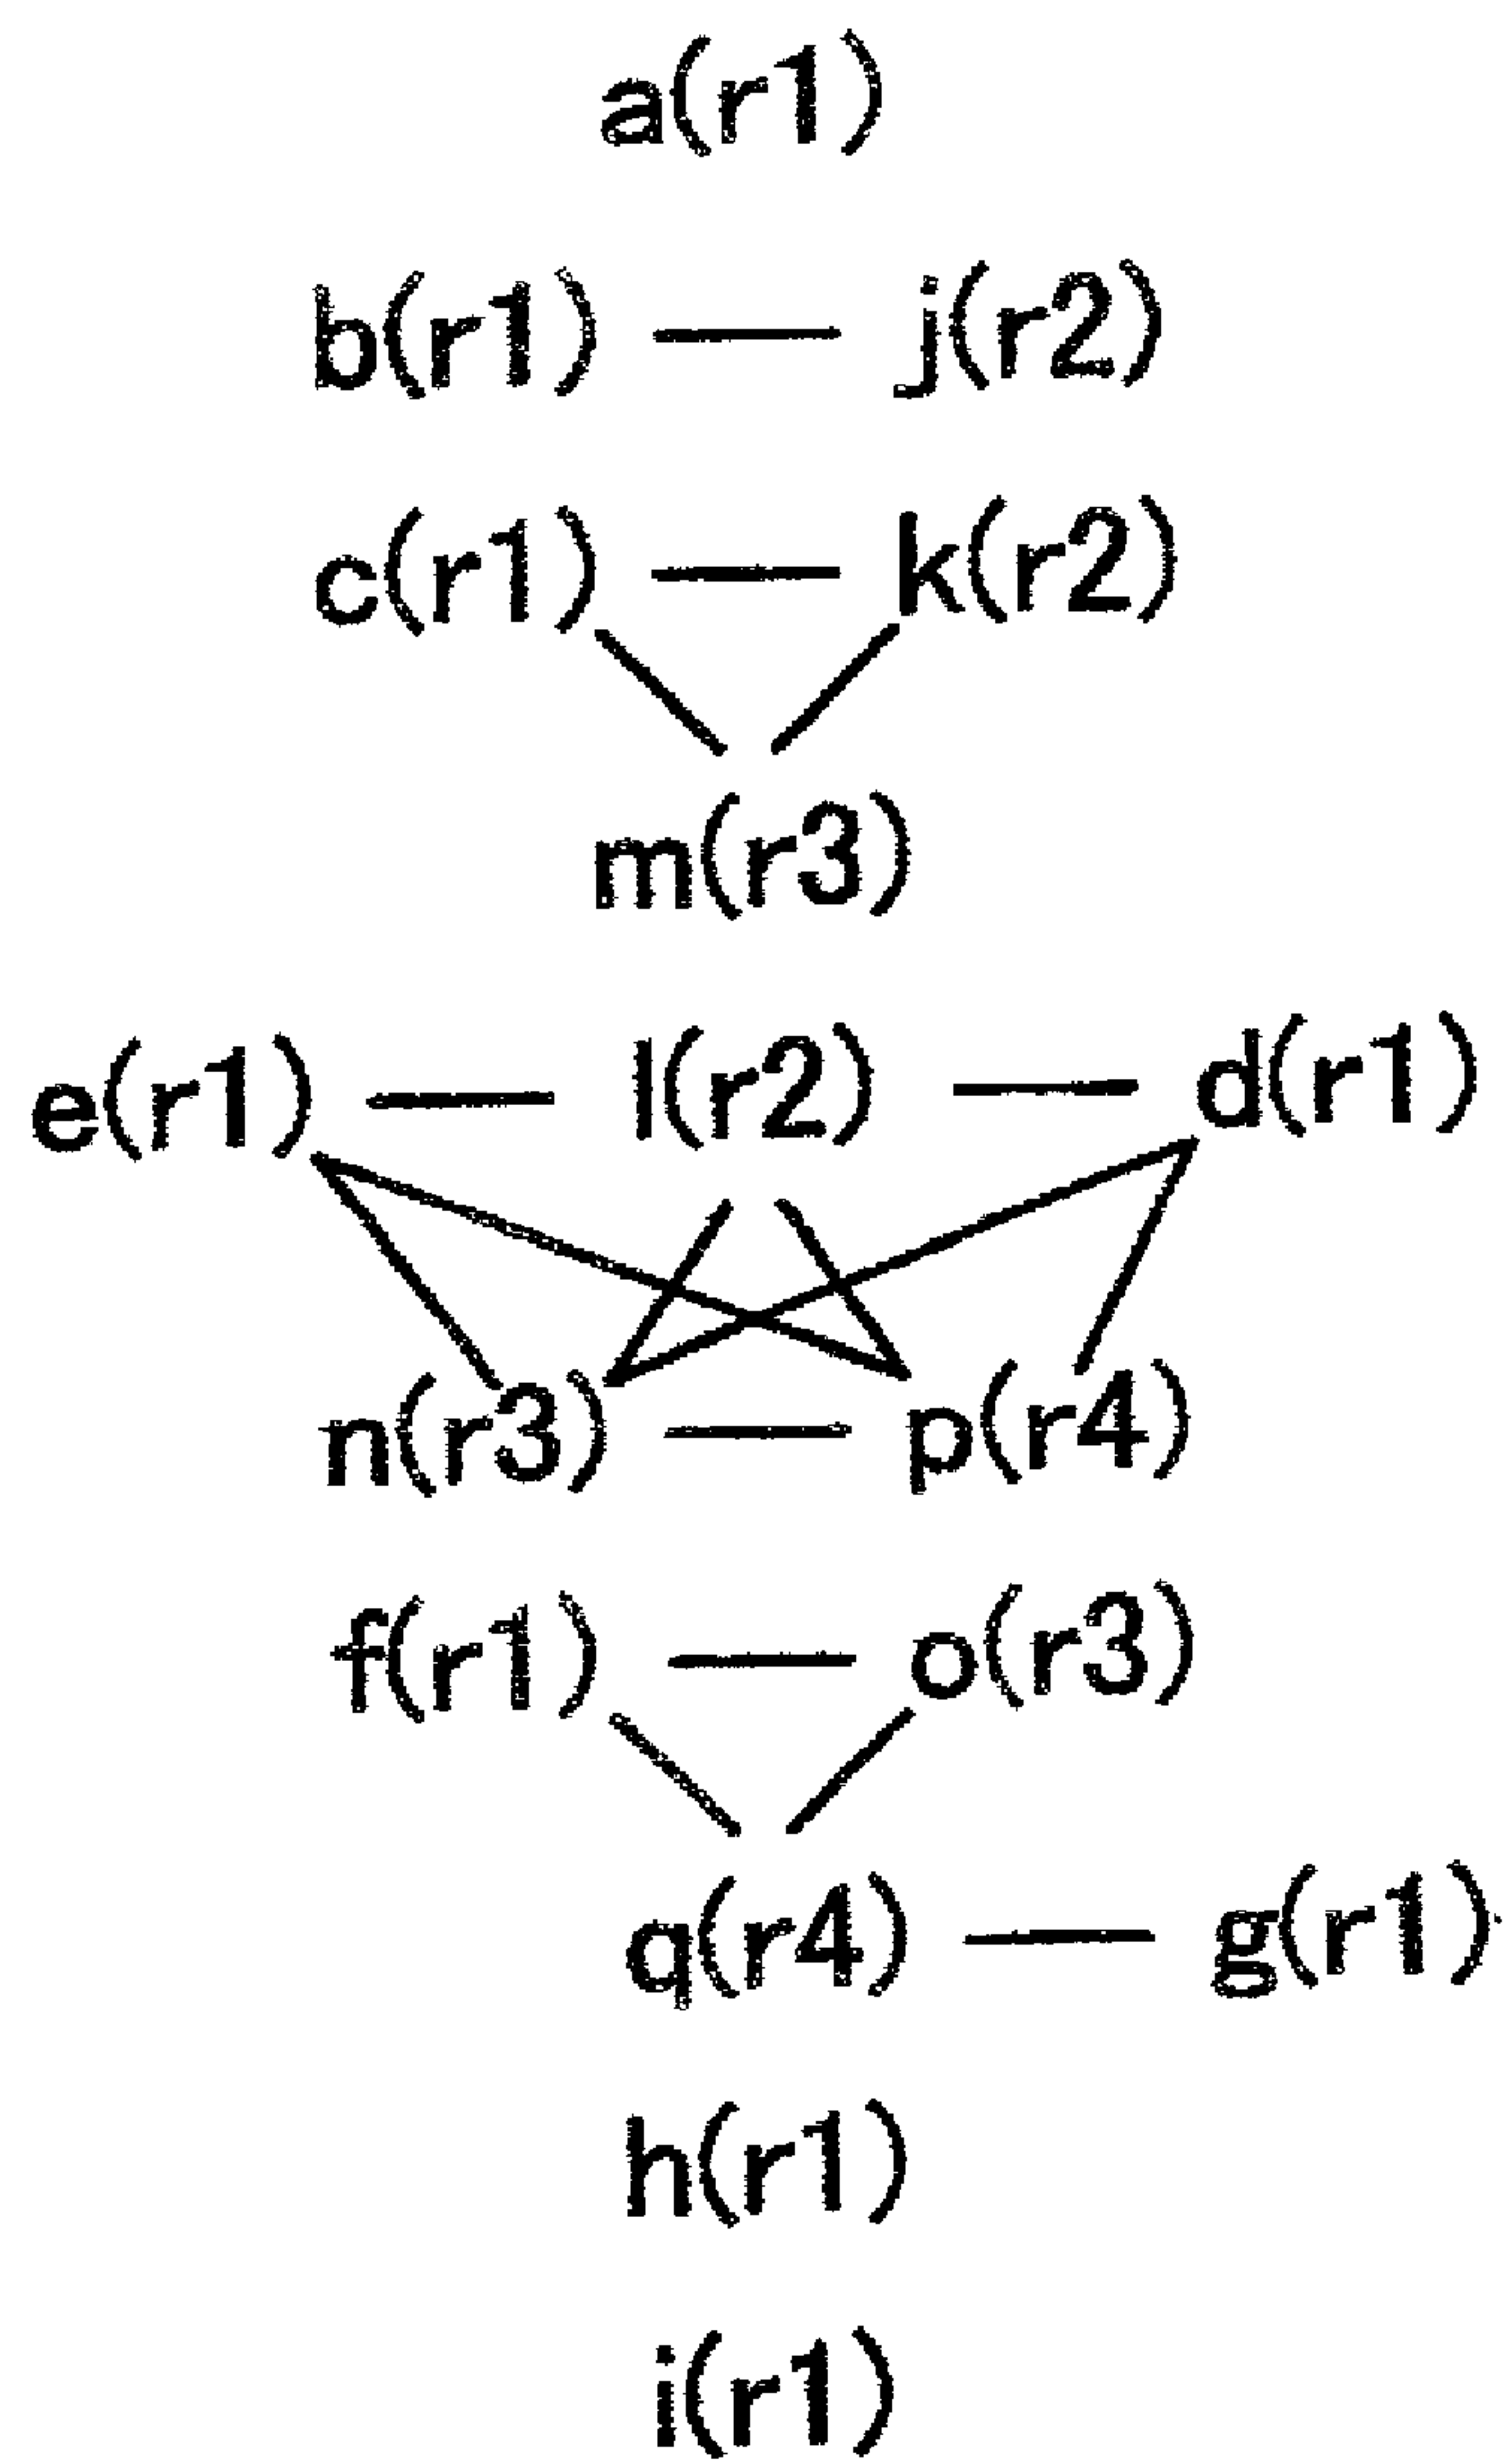 a(r1)
b(r1) — j(r2)
c(r1) — k(r2)
m(r3)
e(r1) — l(r2) — d(r1)
n(r3) — p(r4)
f(r1) — o(r3)
q(r4) — g(r1)
h(r1)
i(r1)